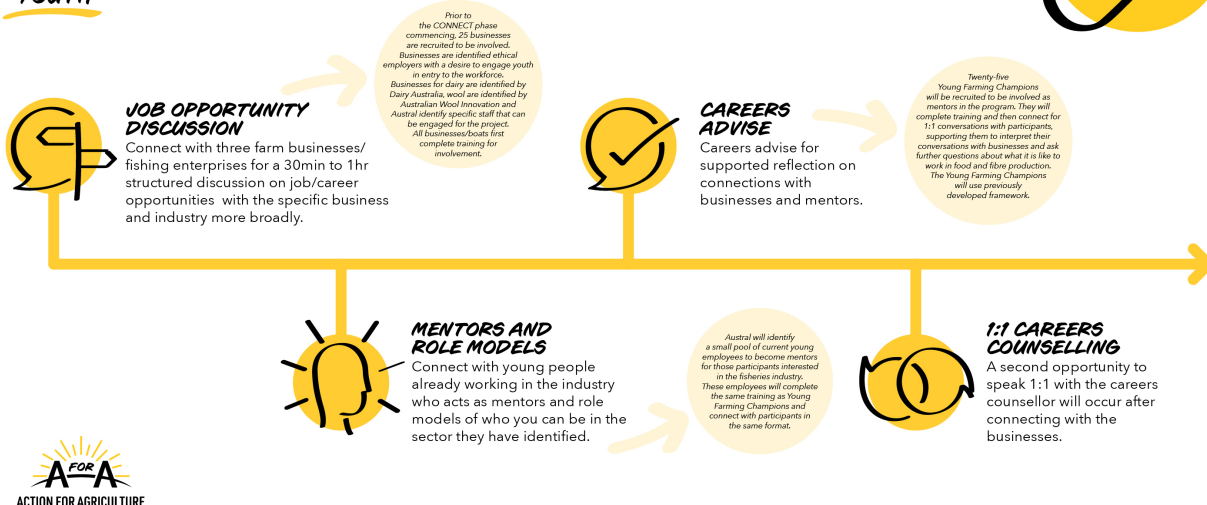 YOUTH
JOB OPPORTUNITY
DISCUSSION
Connect with three farm businesses/
fishing enterprises for a 30min to 1hr
structured discussion on job/career
opportunities with the specific business
and industry more broadly.
Prior to
the CONNECT phase
commencing, 25 businesses
are recruited to be involved.
Businesses are identified ethical
employers with a desire to engage youth
in entry to the workforce.
Businesses for dairy are identified by
Dairy Australia, wool are identified by
Australian Wool Innovation and
Austral identify specific staff that can
be engaged for the project.
All businesses/boats first
complete training for
involvement.
CAREERS
ADVISE
Careers advise for
supported reflection on
connections with
businesses and mentors.
Twenty-five
Young Farming Champions
will be recruited to be involved as
mentors in the program. They will
complete training and then connect for
1:1 conversations with participants,
supporting them to interpret their
conversations with businesses and ask
further questions about what it is like to
work in food and fibre production.
The Young Farming Champions
will use previously
developed framework.
MENTORS AND
ROLE MODELS
Connect with young people
already working in the industry
who acts as mentors and role
models of who you can be in the
sector they have identified.
Austral will identify
a small pool of current young
employees to become mentors
for those participants interested
in the fisheries industry.
These employees will complete
the same training as Young
Farming Champions and
connect with participants in
the same format.
1:1 CAREERS
COUNSELLING
A second opportunity to
speak 1:1 with the careers
counsellor will occur after
connecting with the
businesses.
A FOR A
ACTION FOR AGRICULTURE